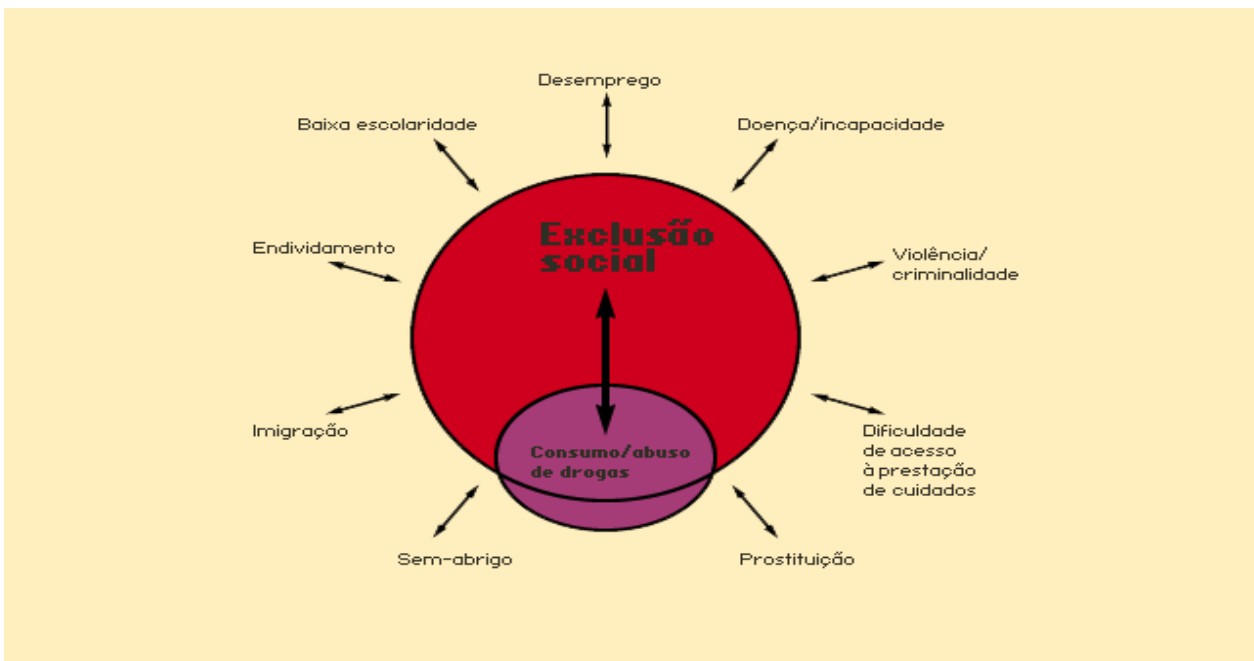 Desemprego
Baixa escolaridade
Doença/incapacidade
Exclusão
social
Endividamento
Violência/
criminalidade
Imigração
Dificuldade
de acesso
à prestação
de cuidados
Consumo/abuso
de drogas
Sem-abrigo
Prostituição